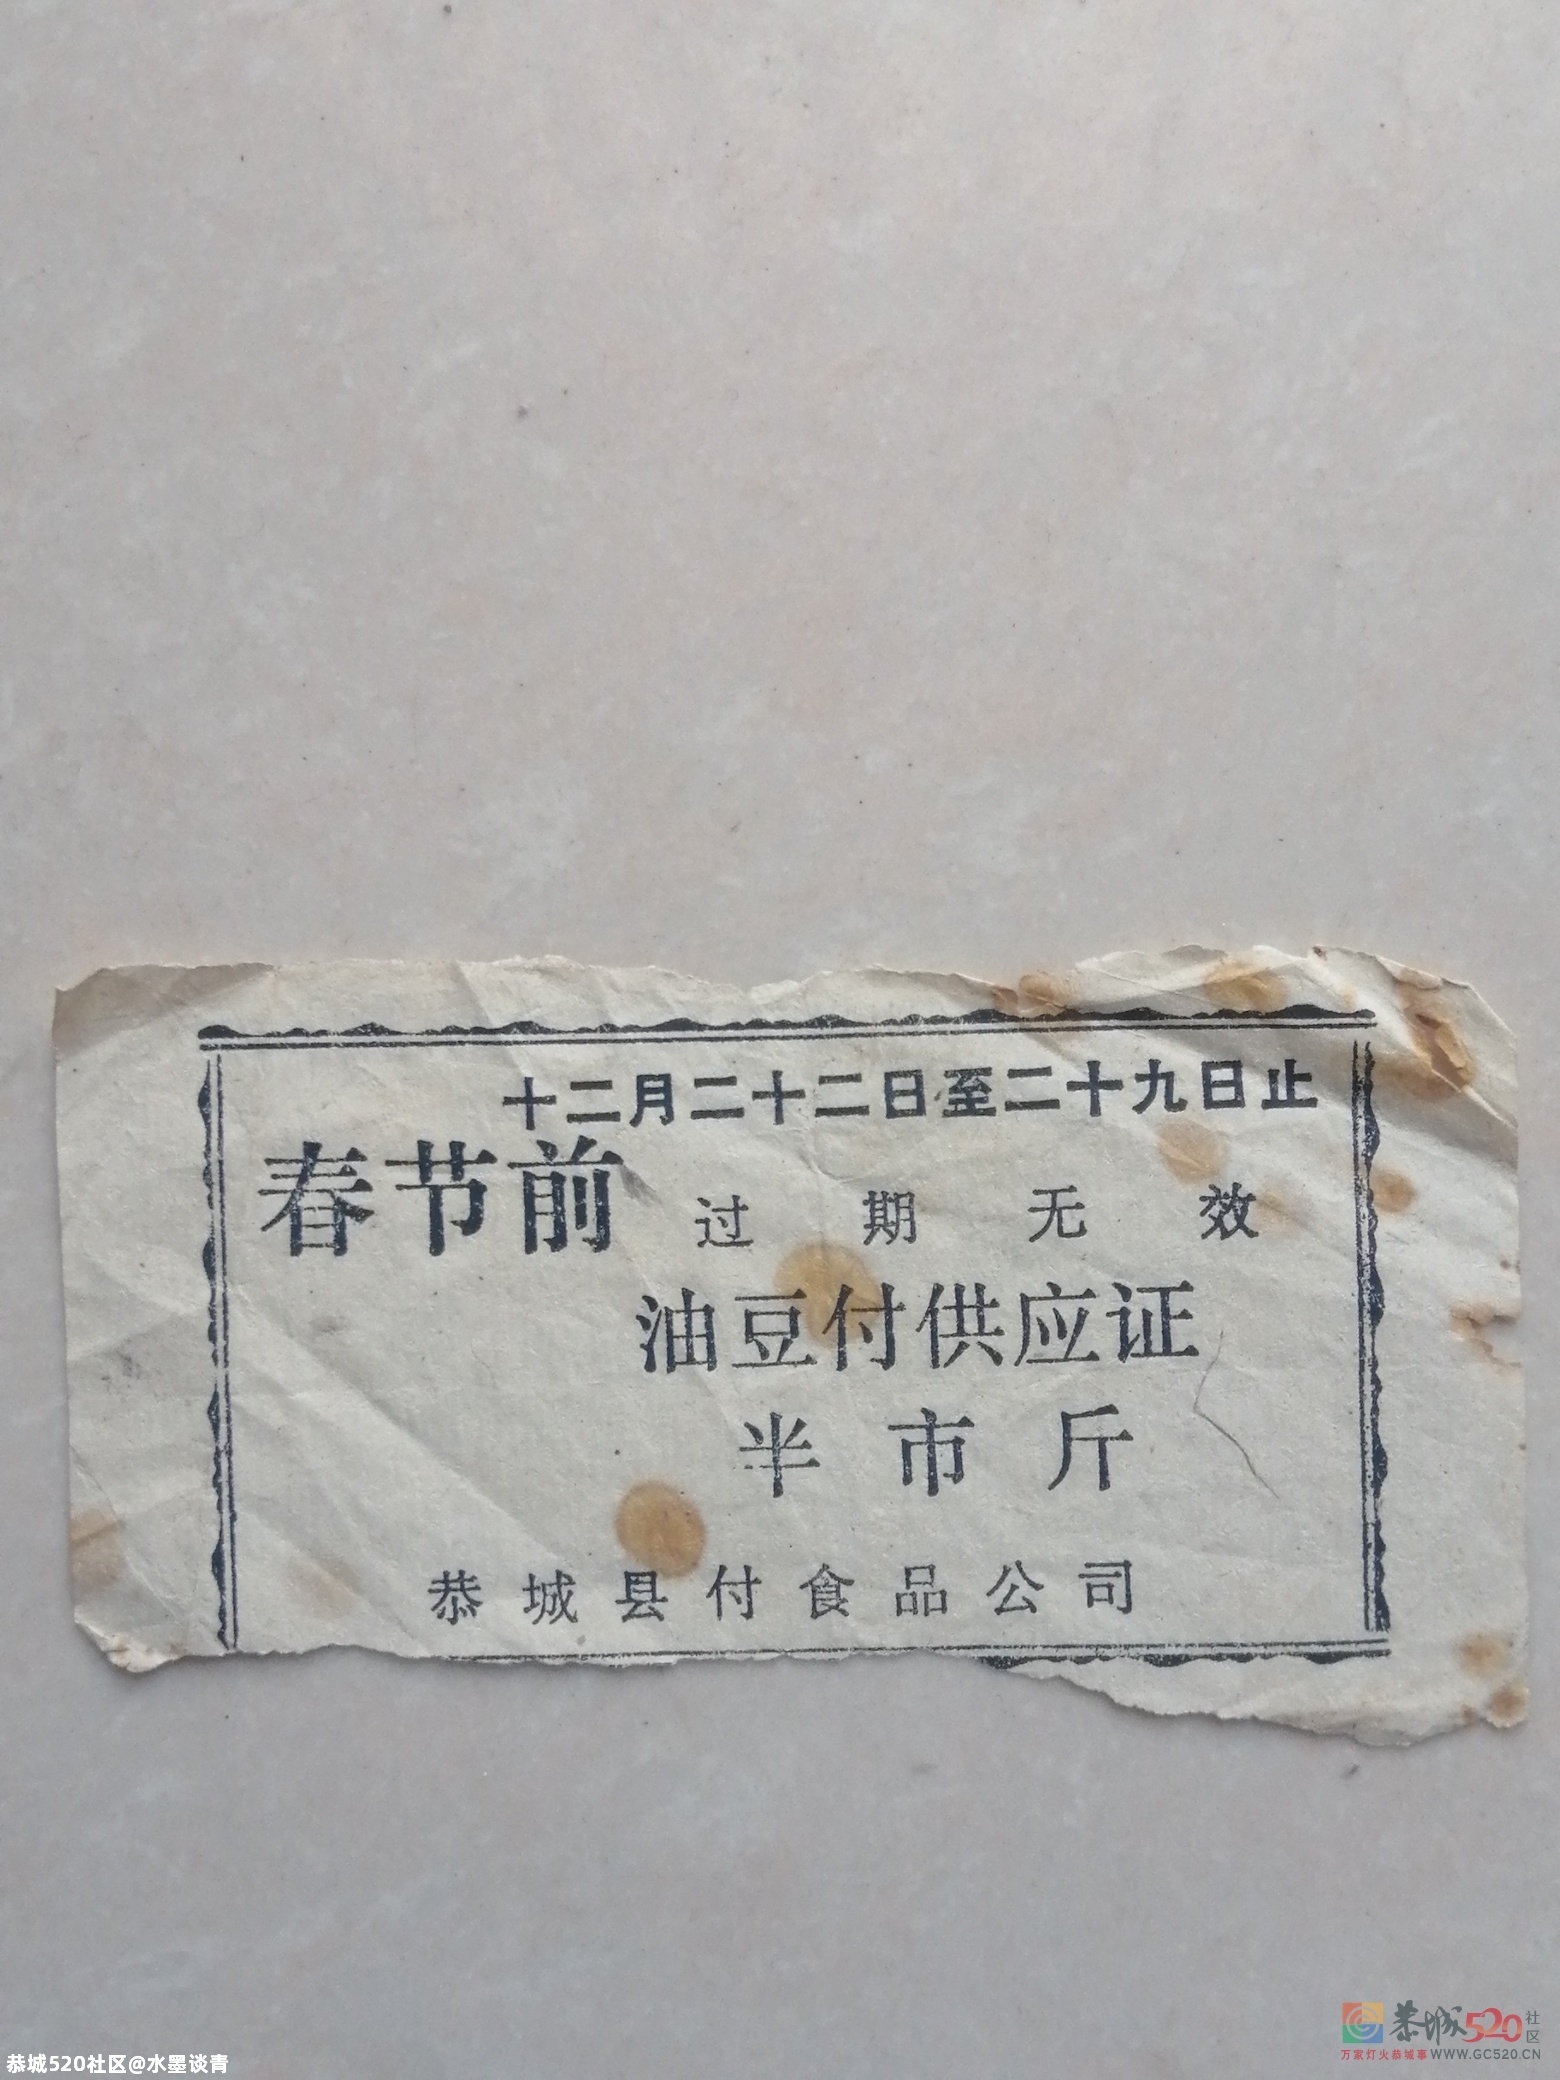 十二月二十二日至二十九日止
春节前
过期无效
油豆付供应证
半市斤
恭城县付食品公司
恭城520社区
万家灯火恭城事 WWW.GC520.CN
恭城520社区@水墨谈青